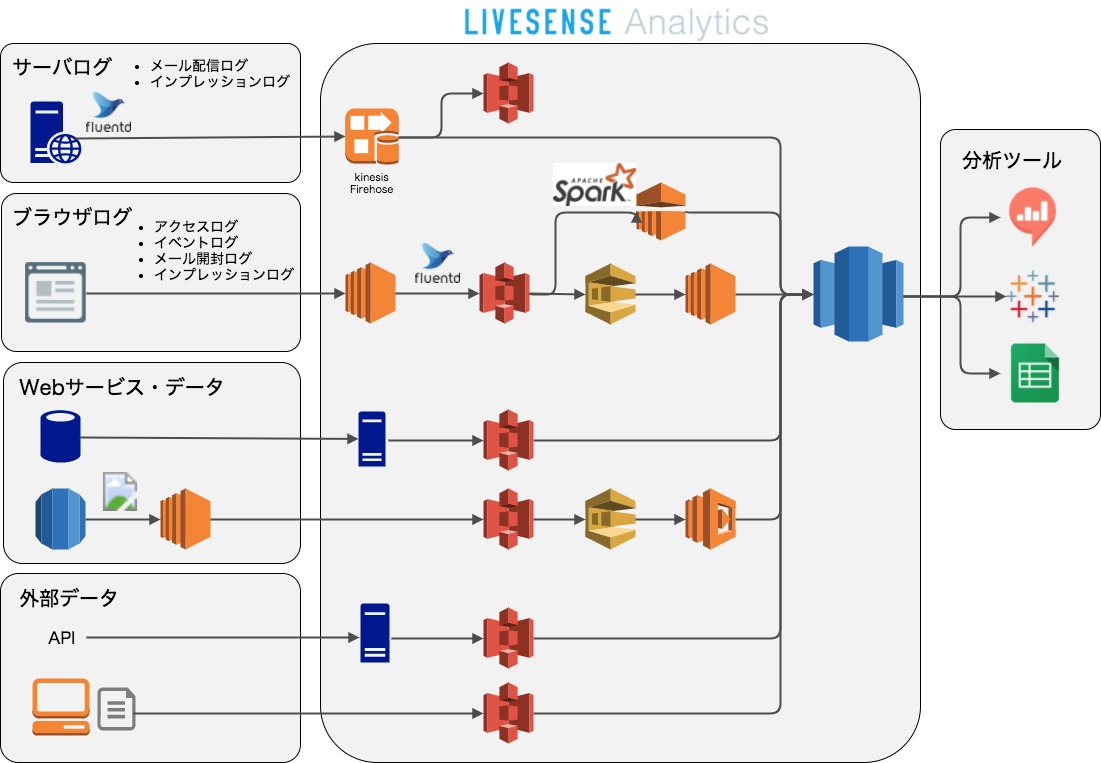 LIVESENSE Analytics
サーバログ
• メール配信ログ
• インプレッションログ
fluentd
kinesis
Firehose
ブラウザログ
• アクセスログ
• イベントログ
• メール開封ログ
• インプレッションログ
fluentd
APACHE
Spark
分析ツール
Webサービス・データ
外部データ
API